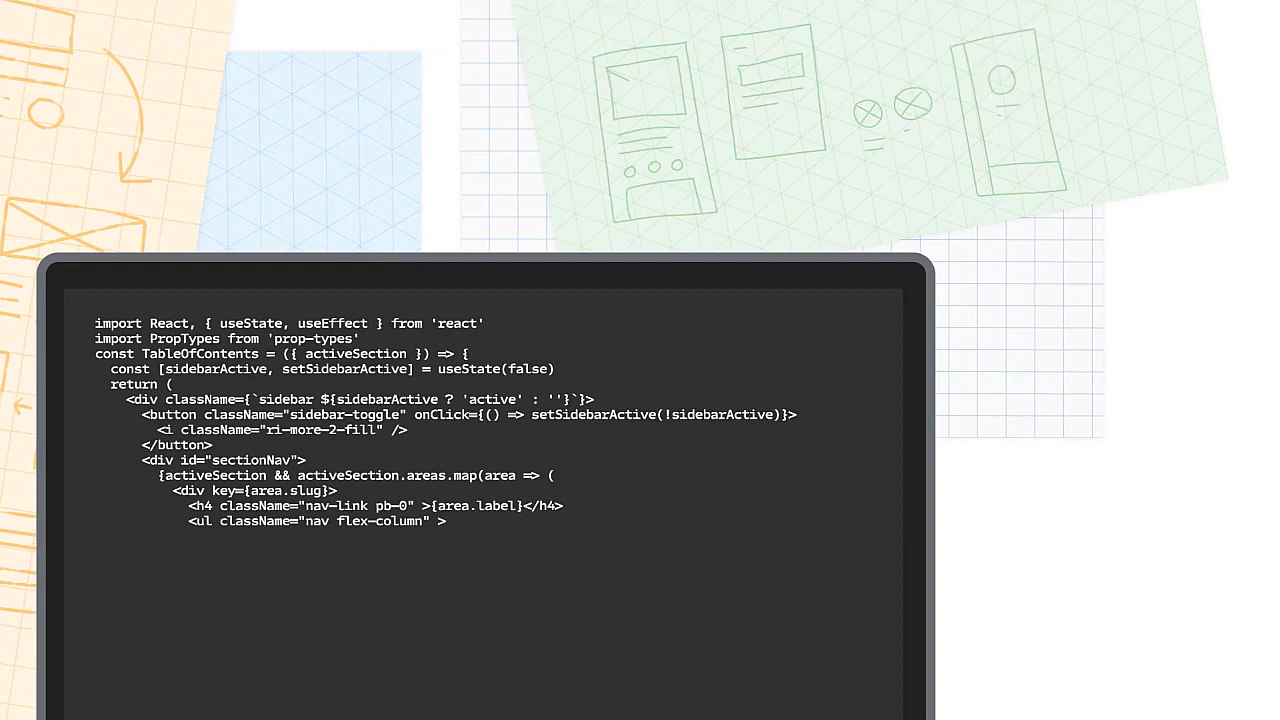 import React, { useState, useEffect } from 'react'
import PropTypes from 'prop-types'
const TableOfContents = ({ activeSection }) => {
  const [sidebarActive, setSidebarActive] = useState(false)
  return (
    <div className={`sidebar ${sidebarActive ? 'active' : ''}`}>
      <button className="sidebar-toggle" onClick={() => setSidebarActive(!sidebarActive)}>
        <i className="ri-more-2-fill" />
      </button>
      <div id="sectionNav">
        {activeSection && activeSection.areas.map(area => (
          <div key={area.slug}>
            <h4 className="nav-link pb-0" >{area.label}</h4>
            <ul className="nav flex-column" >